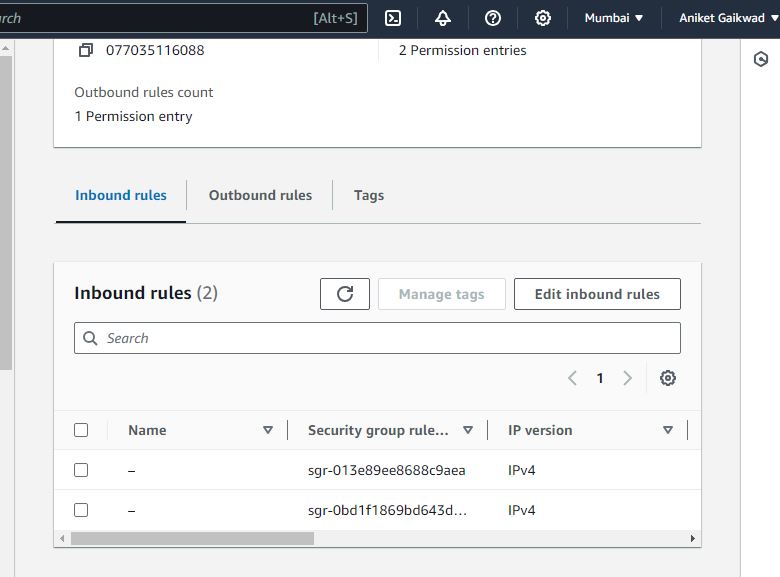 rch [Alt+S] Mumbai Aniket Gaikwad
077035116088 2 Permission entries
Outbound rules count
1 Permission entry
Inbound rules Outbound rules Tags
Inbound rules (2) Manage tags Edit inbound rules
Search
1
Name Security group rule... IP version
– sgr-013e89ee8688c9aea IPv4
– sgr-0bd1f1869bd643d... IPv4